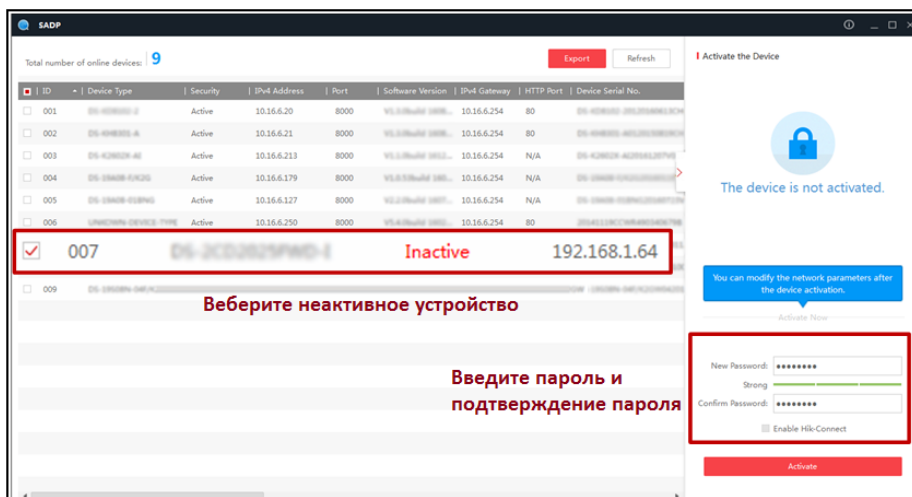 SADP
Total number of online devices: 9
Export
Refresh
ID | Device Type | Security | IPv4 Address | Port | Software Version | IPv4 Gateway | HTTP Port | Device Serial No.
001 Active 10.16.6.20 8000 10.16.6.254 80
002 Active 10.16.6.21 8000 10.16.6.254 80
003 Active 10.16.6.213 8000 10.16.6.254 N/A
004 Active 10.16.6.179 8000 10.16.6.254 N/A
005 Active 10.16.6.127 8000 10.16.6.254 N/A
006 Active 10.16.6.250 8000 10.16.6.254 80
007 Inactive 192.168.1.64
009
Веберите неактивное устройство
Введите пароль и
подтверждение пароля
Activate the Device
The device is not activated.
You can modify the network parameters after
the device activation.
Activate Now
New Password:
Strong
Confirm Password:
Enable Hik-Connect
Activate